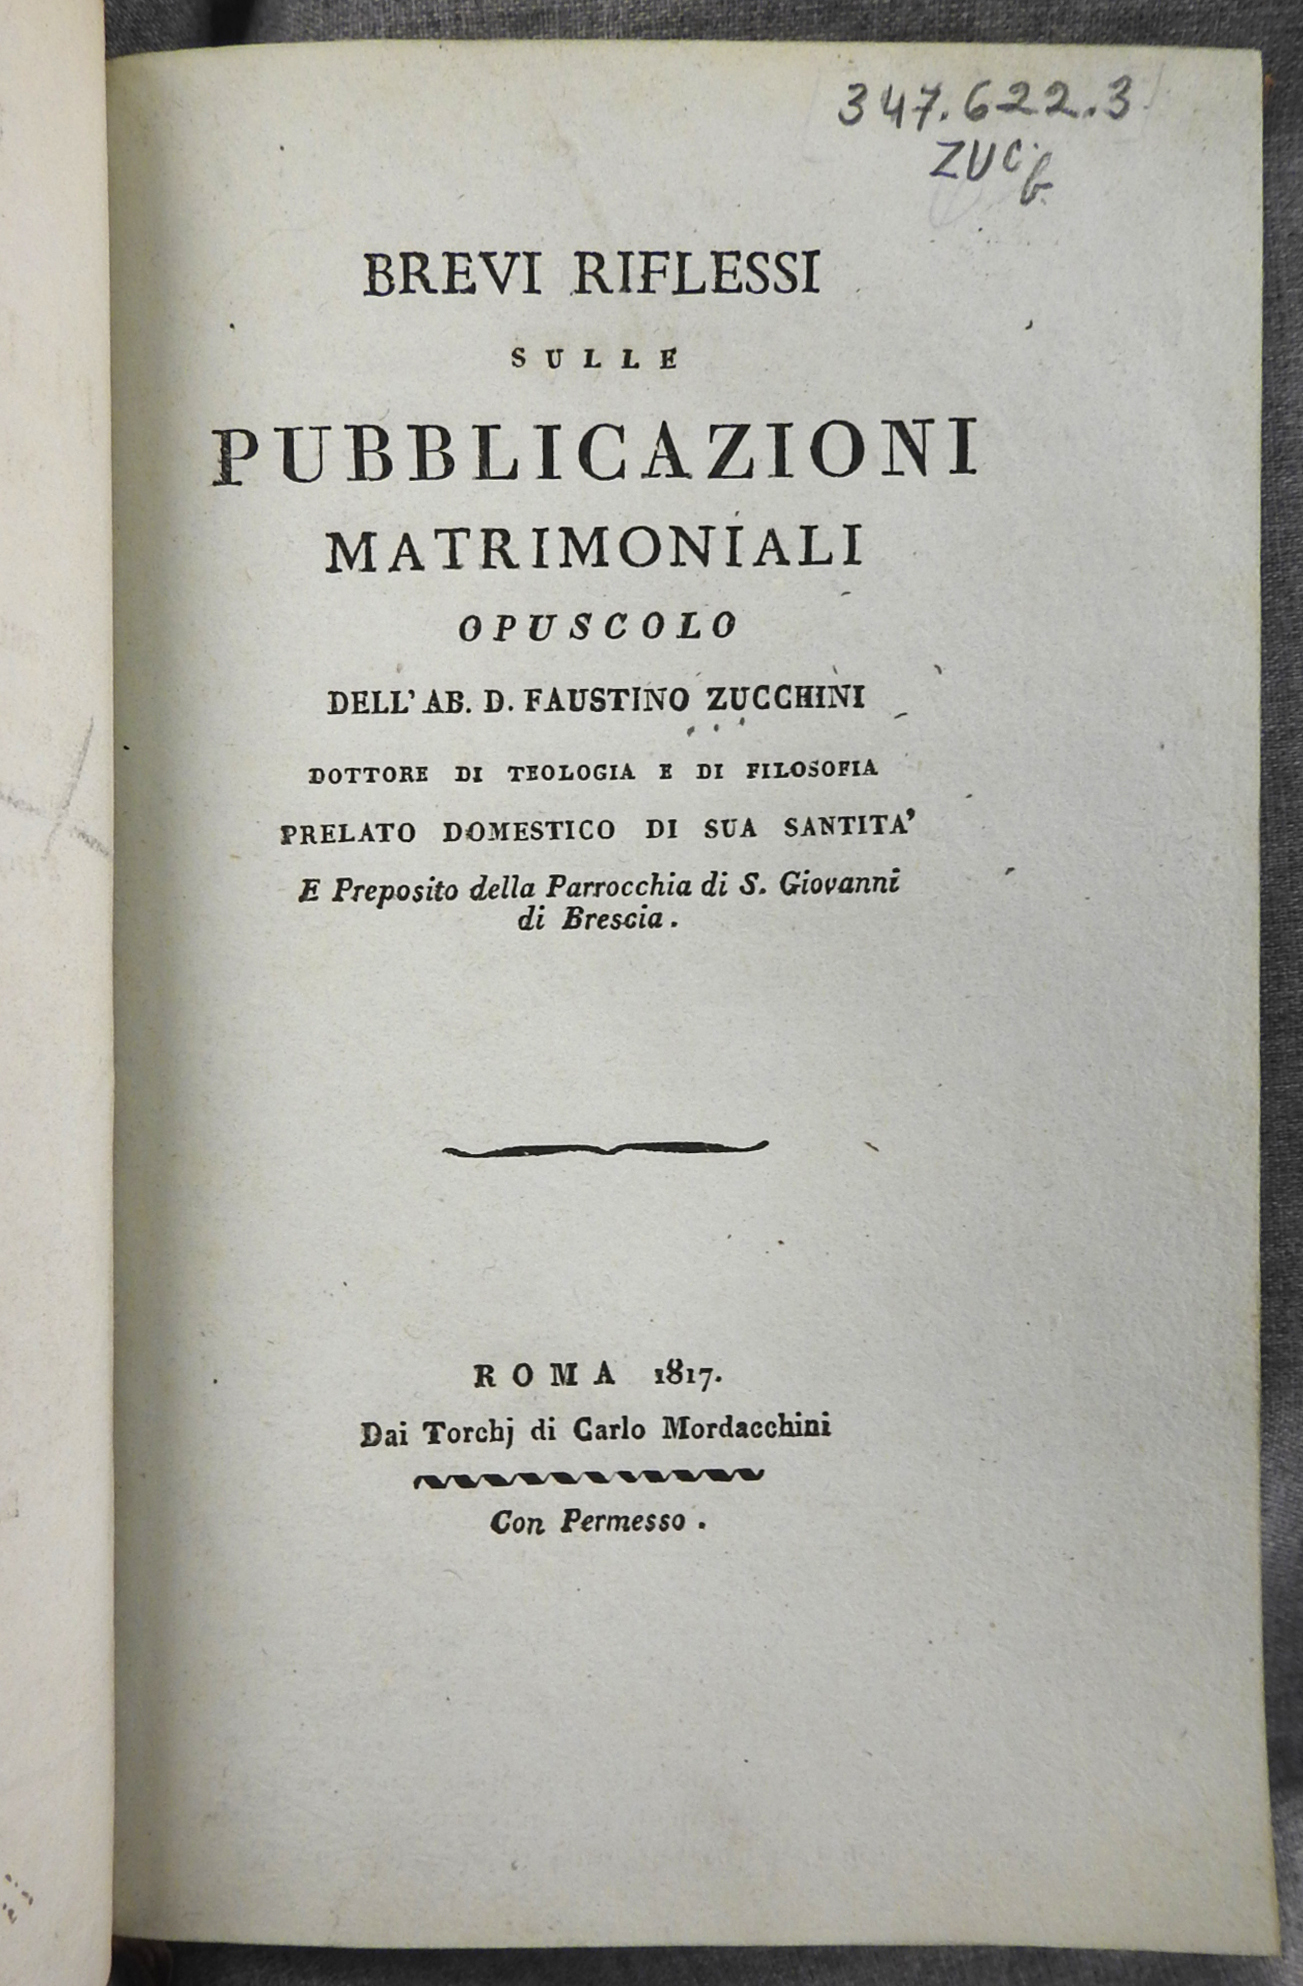 347.622.3
ZUC b
BREVI RIFLESSI
SULLE
PUBBLICAZIONI
MATRIMONIALI
OPUSCOLO
DELL' AB. D. FAUSTINO ZUCCHINI
DOTTORE DI TEOLOGIA E DI FILOSOFIA
PRELATO DOMESTICO DI SUA SANTITA'
E Preposito della Parrocchia di S. Giovanni
di Brescia.
ROMA 1817.
Dai Torchj di Carlo Mordacchini
Con Permesso.